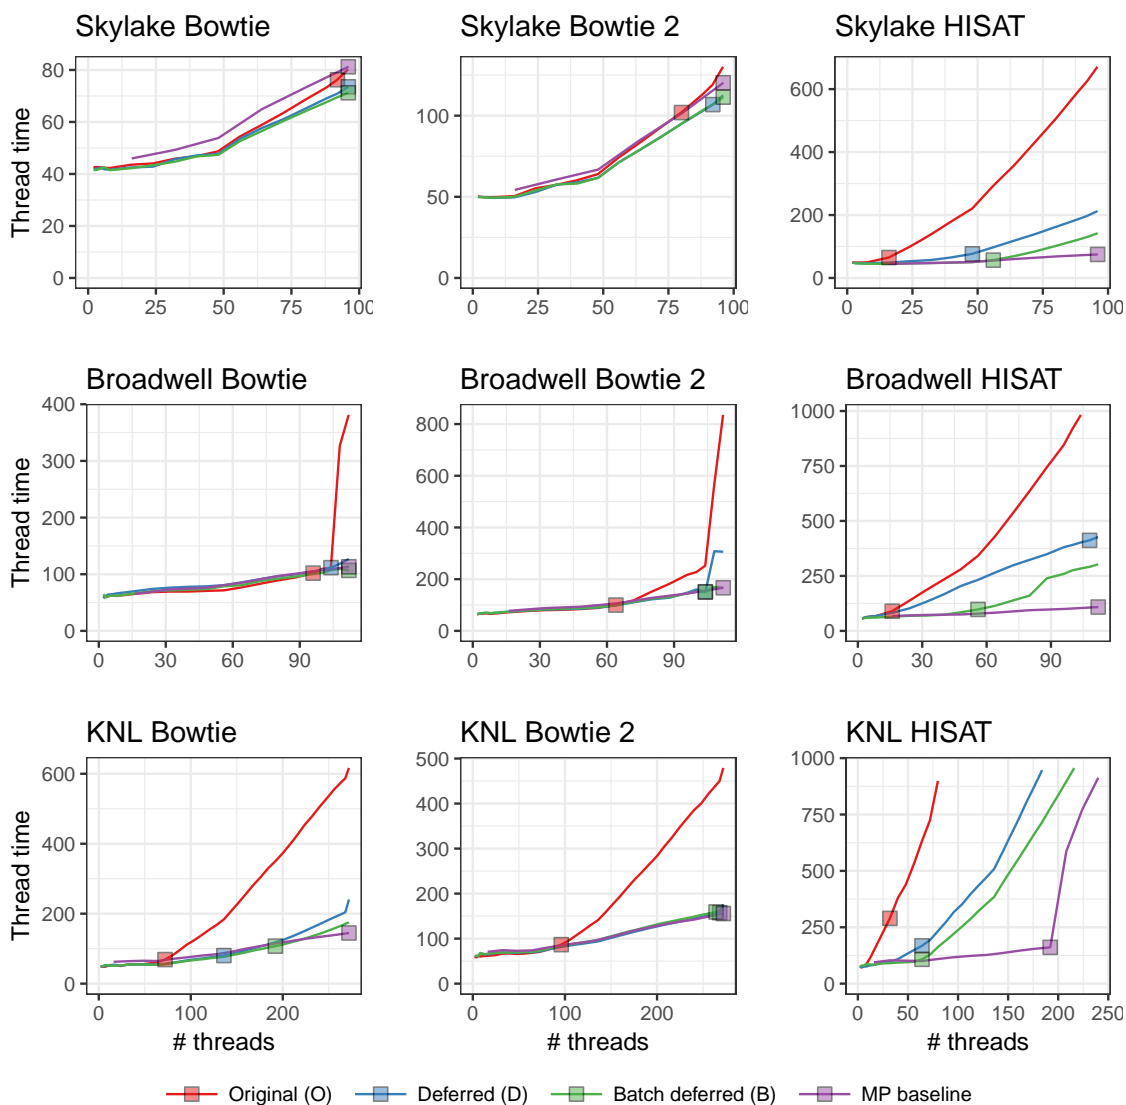 Skylake Bowtie
Skylake Bowtie 2
Skylake HISAT
Thread time
80
60
40
20
0
0 25 50 75 100
100
50
0
0 25 50 75 100
600
400
200
0
0 25 50 75 100
Broadwell Bowtie
Broadwell Bowtie 2
Broadwell HISAT
Thread time
400
300
200
100
0
0 30 60 90
800
600
400
200
0
0 30 60 90
1000
750
500
250
0
0 30 60 90
KNL Bowtie
KNL Bowtie 2
KNL HISAT
Thread time
600
400
200
0
0 100 200
500
400
300
200
100
0
0 100 200
1000
750
500
250
0
0 50 100 150 200 250
# threads
# threads
# threads
Original (O) Deferred (D) Batch deferred (B) MP baseline